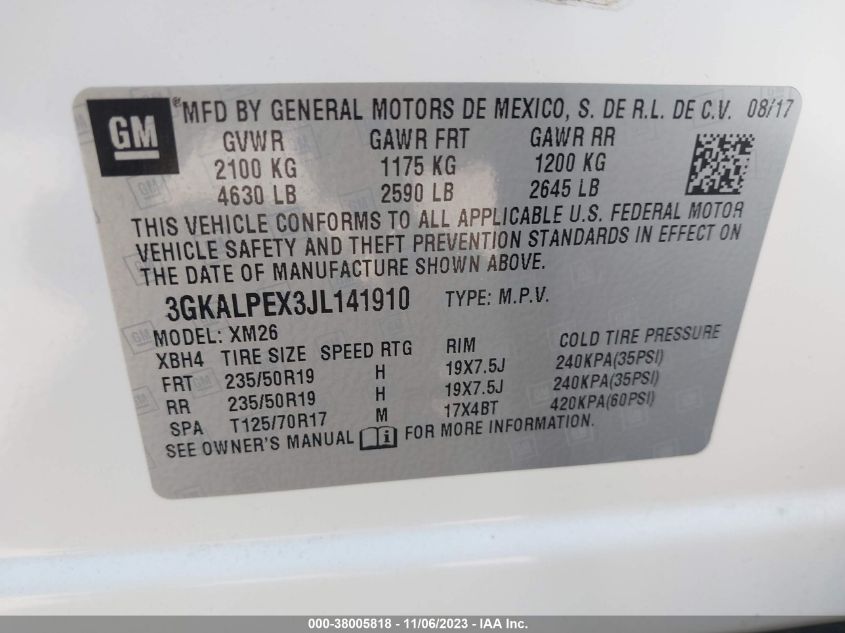 GM
® MFD BY GENERAL MOTORS DE MEXICO, S. DE R.L. DE C.V. 08/17
GVWR GAWR FRT GAWR RR
2100 KG 1175 KG 1200 KG
4630 LB 2590 LB 2645 LB
THIS VEHICLE CONFORMS TO ALL APPLICABLE U.S. FEDERAL MOTOR
VEHICLE SAFETY AND THEFT PREVENTION STANDARDS IN EFFECT ON
THE DATE OF MANUFACTURE SHOWN ABOVE.
3GKALPEX3JL141910 TYPE: M.P.V.
MODEL: XM26
XBH4 TIRE SIZE SPEED RTG RIM COLD TIRE PRESSURE
FRT 235/50R19 H 19X7.5J 240KPA(35PSI)
RR 235/50R19 H 19X7.5J 240KPA(35PSI)
SPA T125/70R17 M 17X4BT 420KPA(60PSI)
SEE OWNER'S MANUAL i FOR MORE INFORMATION.
000-38005818 - 11/06/2023 - IAA Inc.